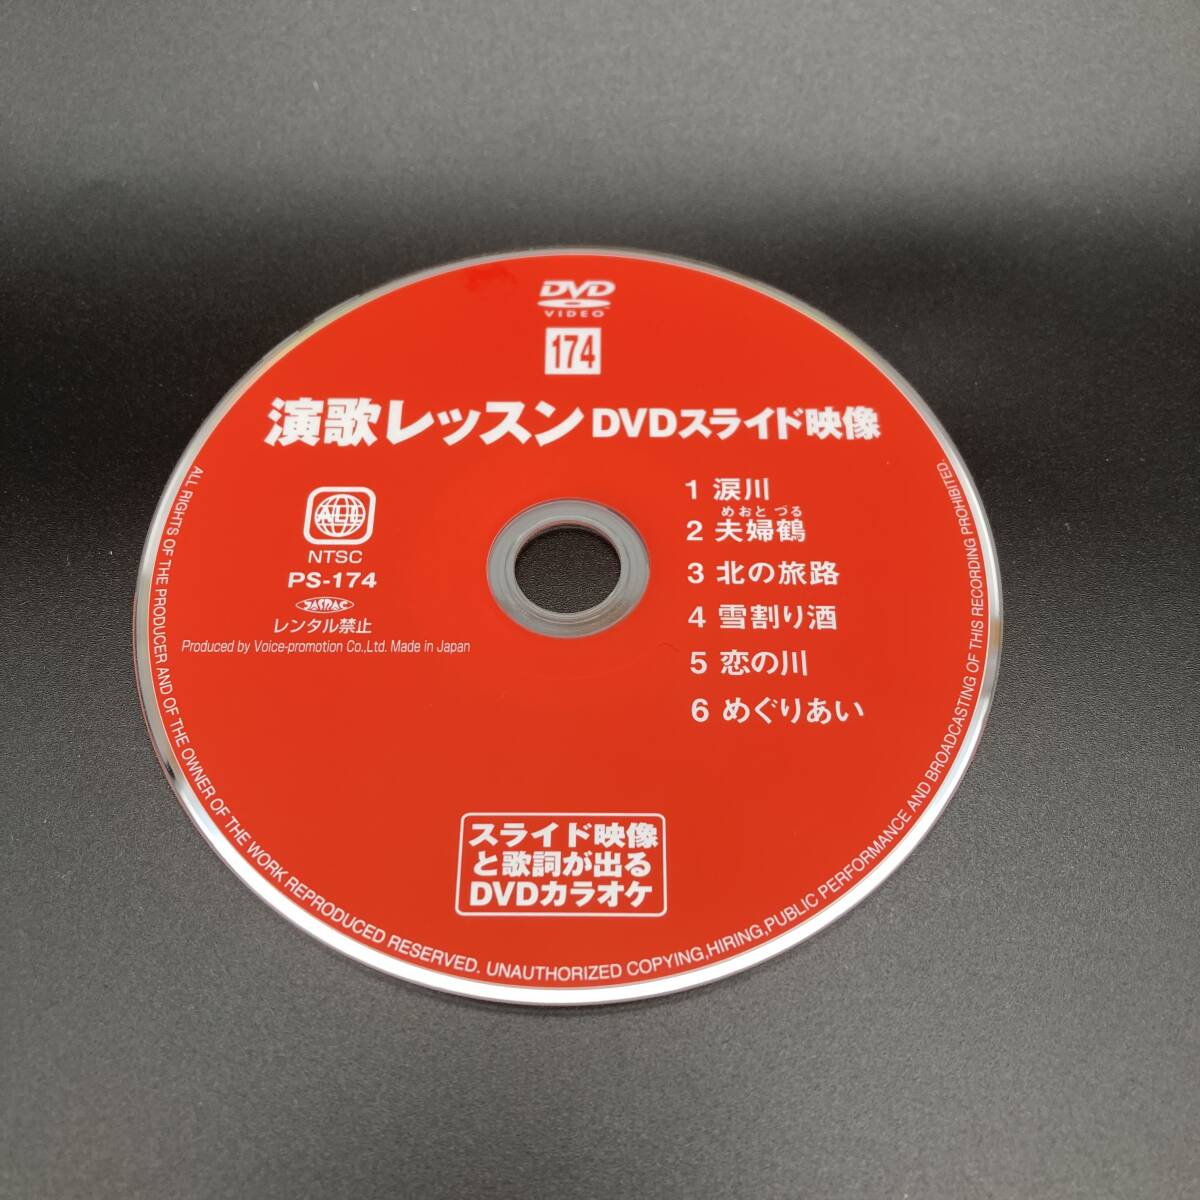 DVD
VIDEO
174
演歌レッスン DVDスライド映像
1 涙川
めおと づる
2 夫婦鶴
3 北の旅路
4 雪割り酒
5 恋の川
6 めぐりあい
ALL
NTSC
PS-174
JASRAC
レンタル禁止
Produced by Voice-promotion Co.,Ltd. Made in Japan
スライド映像
と歌詞が出る
DVDカラオケ
ALL RIGHTS OF THE PRODUCER AND OF THE OWNER OF THE WORK REPRODUCED RESERVED. UNAUTHORIZED COPYING,HIRING,PUBLIC PERFORMANCE AND BROADCASTING OF THIS RECORDING PROHIBITED.